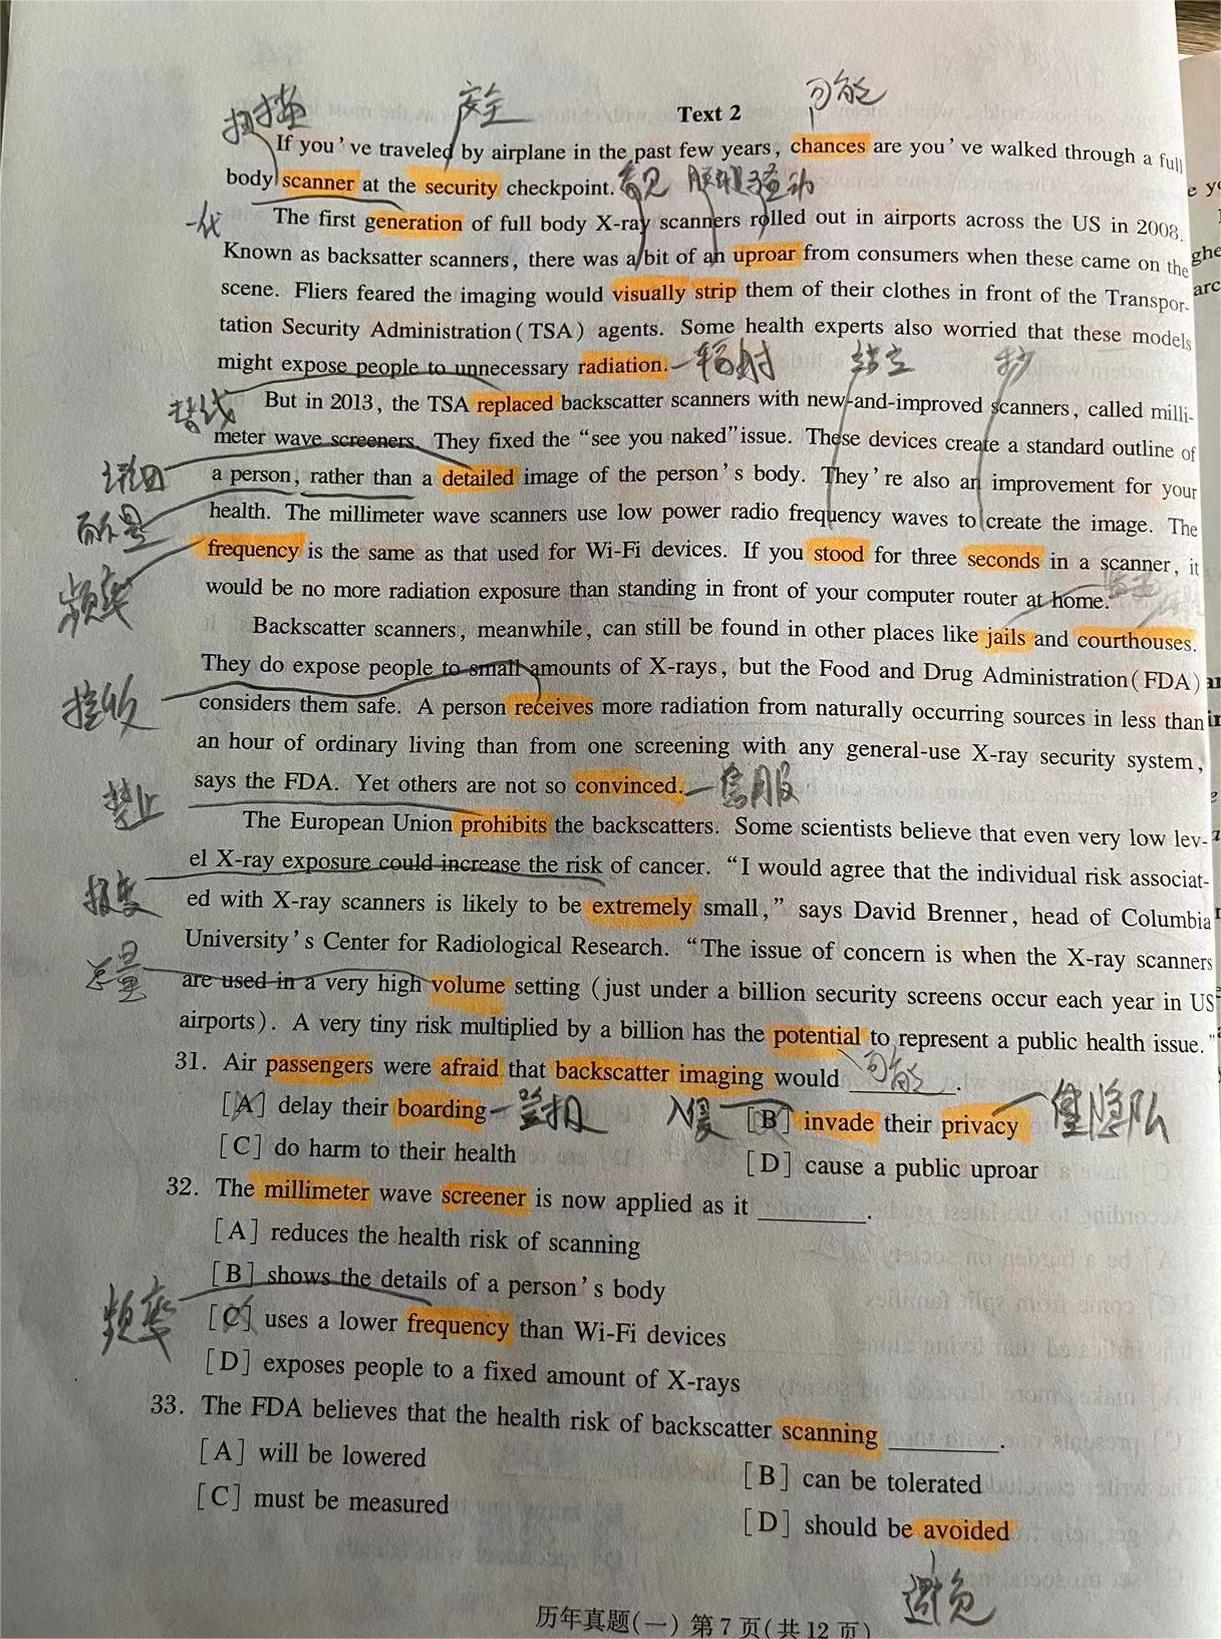 可能
安全
扫描
Text 2
If you've traveled by airplane in the past few years, chances are you've walked through a full
body scanner at the security checkpoint.
看见
骚动
一代
The first generation of full body X-ray scanners rolled out in airports across the US in 2008.
Known as backsatter scanners, there was a bit of an uproar from consumers when these came on the
scene. Fliers feared the imaging would visually strip them of their clothes in front of the Transpor-
tation Security Administration(TSA) agents. Some health experts also worried that these models
might expose people to unnecessary radiation.
辐射
站立
秒
替代
But in 2013, the TSA replaced backscatter scanners with new-and-improved scanners, called milli-
meter wave screeners. They fixed the "see you naked"issue. These devices create a standard outline of
a person, rather than a detailed image of the person's body. They're also an improvement for your
health. The millimeter wave scanners use low power radio frequency waves to create the image. The
frequency is the same as that used for Wi-Fi devices. If you stood for three seconds in a scanner, it
频率
would be no more radiation exposure than standing in front of your computer router at home.
Backscatter scanners, meanwhile, can still be found in other places like jails and courthouses.
They do expose people to small amounts of X-rays, but the Food and Drug Administration(FDA)
接收
considers them safe. A person receives more radiation from naturally occurring sources in less than
an hour of ordinary living than from one screening with any general-use X-ray security system,
says the FDA. Yet others are not so convinced.
信服
禁止
The European Union prohibits the backscatters. Some scientists believe that even very low lev-
el X-ray exposure could increase the risk of cancer. "I would agree that the individual risk associat-
ed with X-ray scanners is likely to be extremely small," says David Brenner, head of Columbia
University's Center for Radiological Research. "The issue of concern is when the X-ray scanners
总量
are used in a very high volume setting (just under a billion security screens occur each year in US
airports). A very tiny risk multiplied by a billion has the potential to represent a public health issue."
可能
31. Air passengers were afraid that backscatter imaging would ________.
[A] delay their boarding
登报
入侵
[B] invade their privacy
隐私
[C] do harm to their health
[D] cause a public uproar
32. The millimeter wave screener is now applied as it ________.
[A] reduces the health risk of scanning
[B] shows the details of a person's body
频率
[C] uses a lower frequency than Wi-Fi devices
[D] exposes people to a fixed amount of X-rays
33. The FDA believes that the health risk of backscatter scanning ________.
[A] will be lowered
[B] can be tolerated
[C] must be measured
[D] should be avoided
避免
历年真题(一) 第7页(共12页)